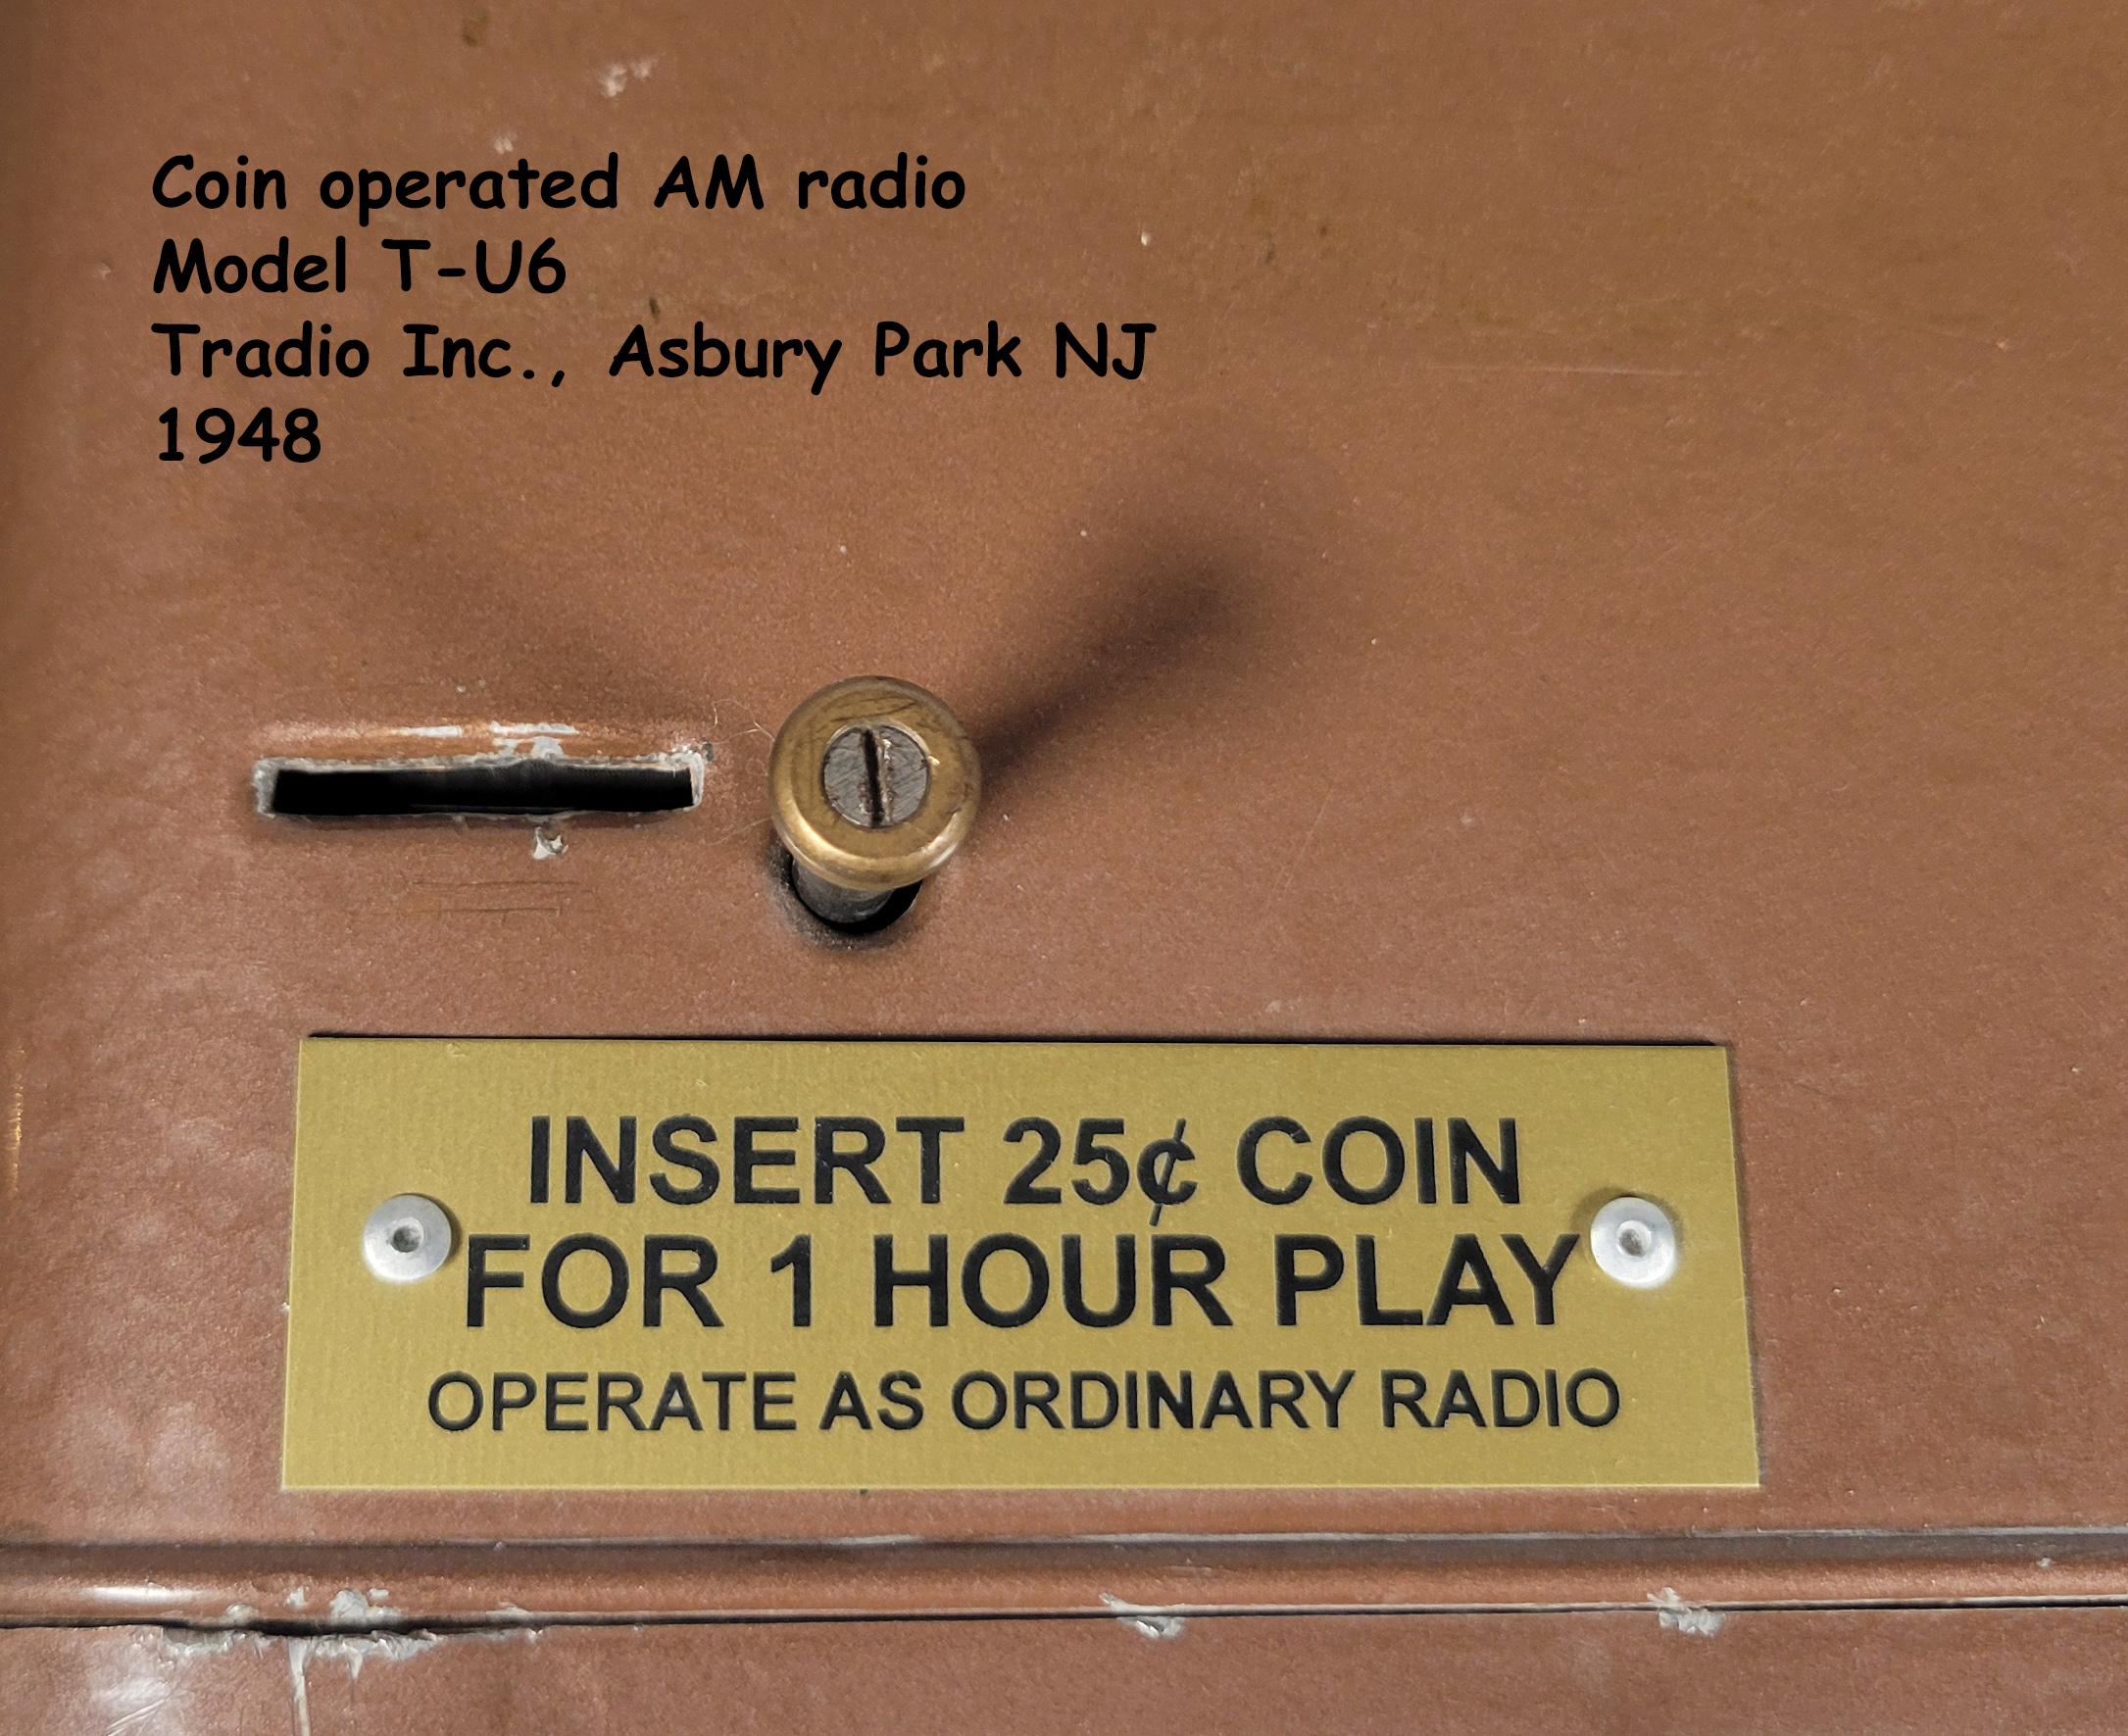 Coin operated AM radio
Model T-U6
Tradio Inc., Asbury Park NJ
1948
INSERT 25¢ COIN
FOR 1 HOUR PLAY
OPERATE AS ORDINARY RADIO